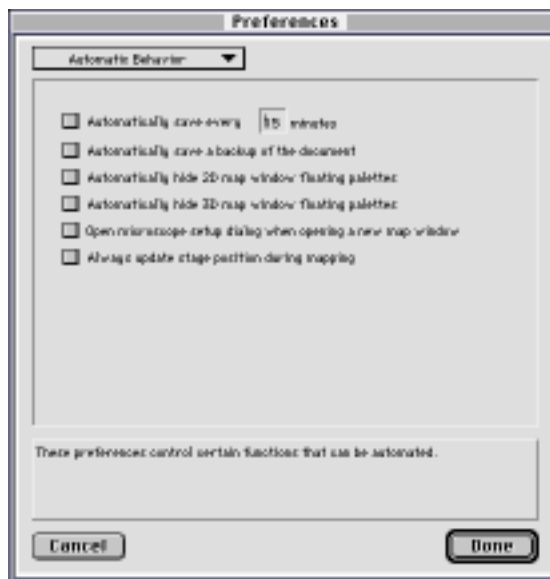 Preferences
Automatic Behavior
Automatically save every 15 minutes
Automatically save a backup of the document
Automatically hide 2D map window floating palettes
Automatically hide 3D map window floating palettes
Open microscope setup dialog when opening a new map window
Always update stage position during mapping
These preferences control certain functions that can be automated.
Cancel
Done